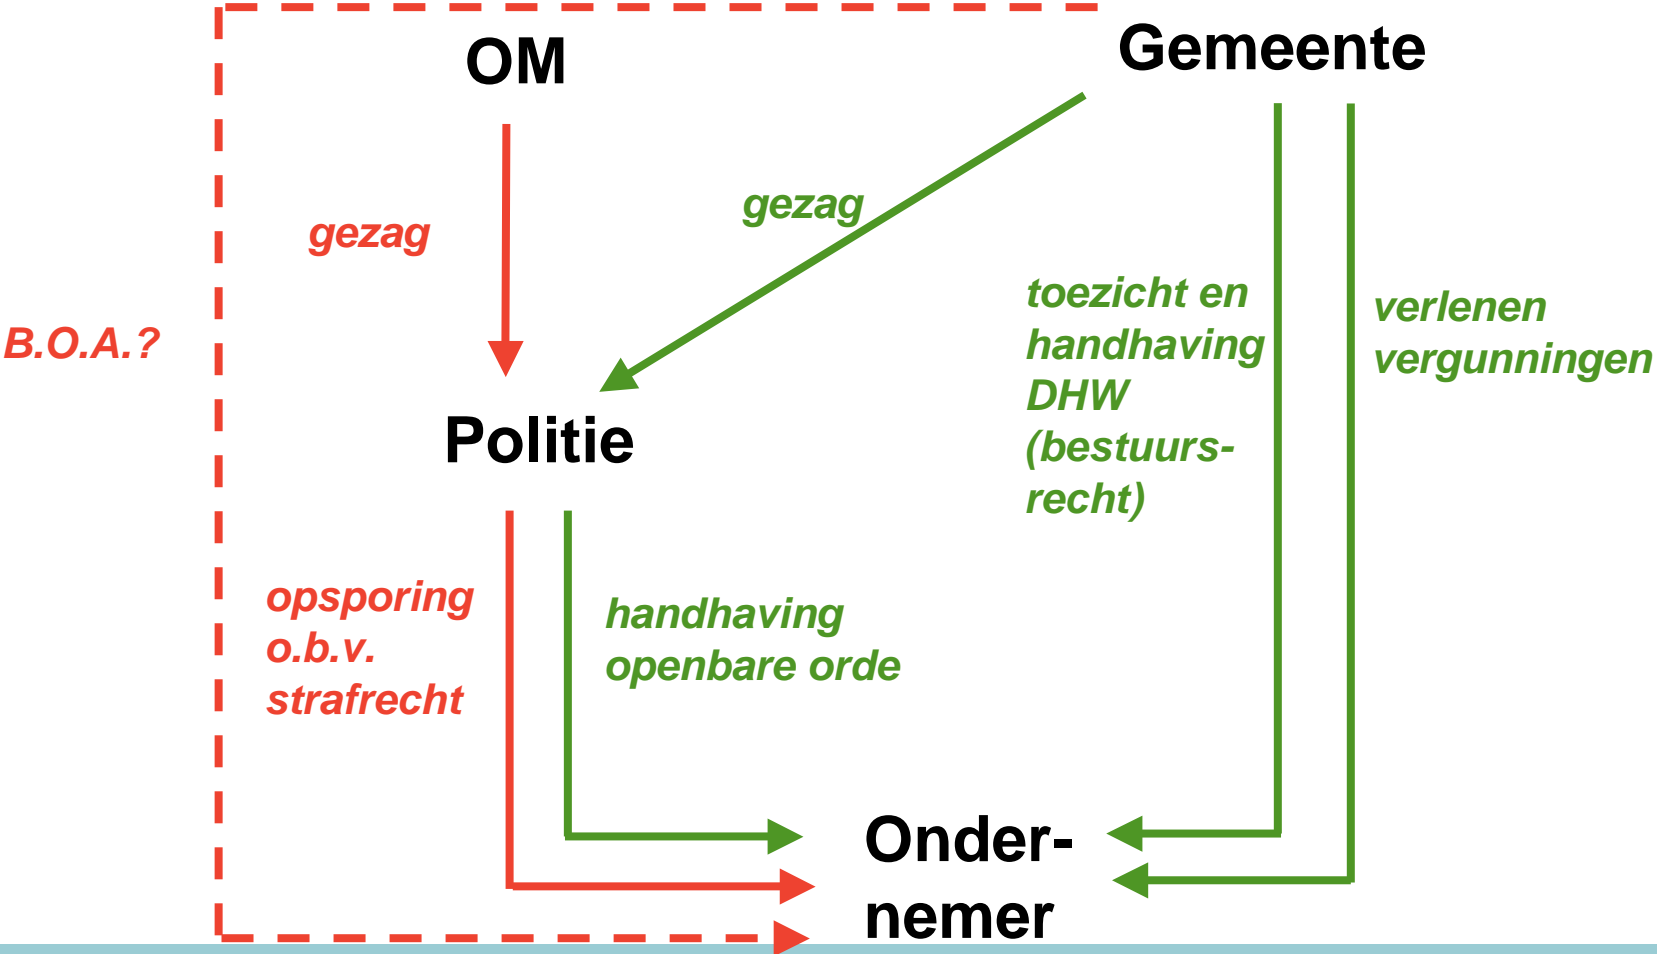 OM
Gemeente
gezag
gezag
B.O.A.?
toezicht en
handhaving
DHW
(bestuurs-
recht)
verlenen
vergunningen
Politie
opsporing
o.b.v.
strafrecht
handhaving
openbare orde
Onder-
nemer